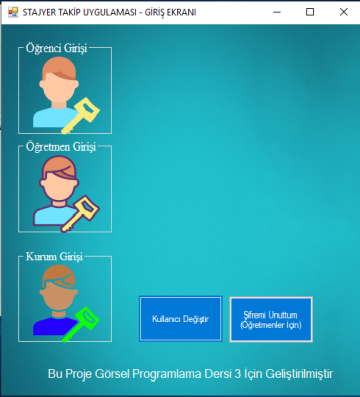 STAJYER TAKİP UYGULAMASI - GİRİŞ EKRANI
Öğrenci Girişi
Öğretmen Girişi
Kurum Girişi
Kullanıcı Değiştir
Şifremi Unuttum
(Öğretmenler İçin)
Bu Proje Görsel Programlama Dersi 3 İçin Geliştirilmiştir